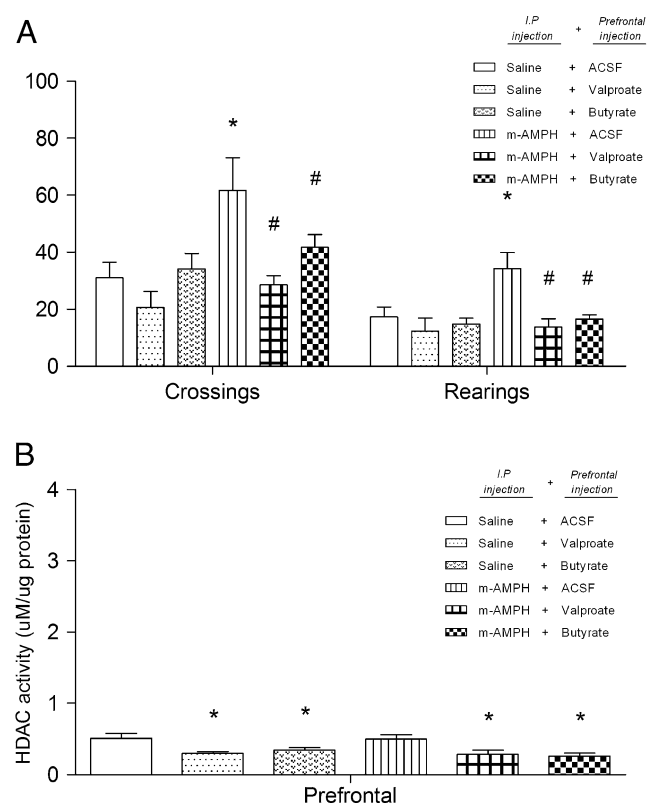 A
I.P + Prefrontal
injection injection
Saline + ACSF
Saline + Valproate
Saline + Butyrate
m-AMPH + ACSF
m-AMPH + Valproate
m-AMPH + Butyrate
100
80
60
40
20
0
*
#
#
*
#
#
Crossings Rearings
B
I.P + Prefrontal
injection injection
Saline + ACSF
Saline + Valproate
Saline + Butyrate
m-AMPH + ACSF
m-AMPH + Valproate
m-AMPH + Butyrate
HDAC activity (uM/ug protein)
4
3
2
1
0
* * * *
Prefrontal